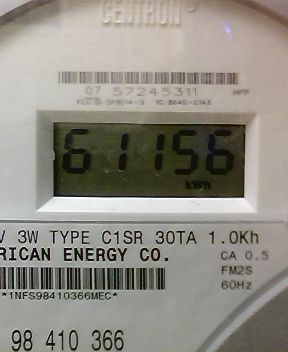 CENTRON®
07 57245311 HPP
61156
kWh
V 3W TYPE C1SR 30TA 1.0Kh
RICAN ENERGY CO. CA 0.5
FM2S
*1NFS98410366MEC* 60Hz
98 410 366